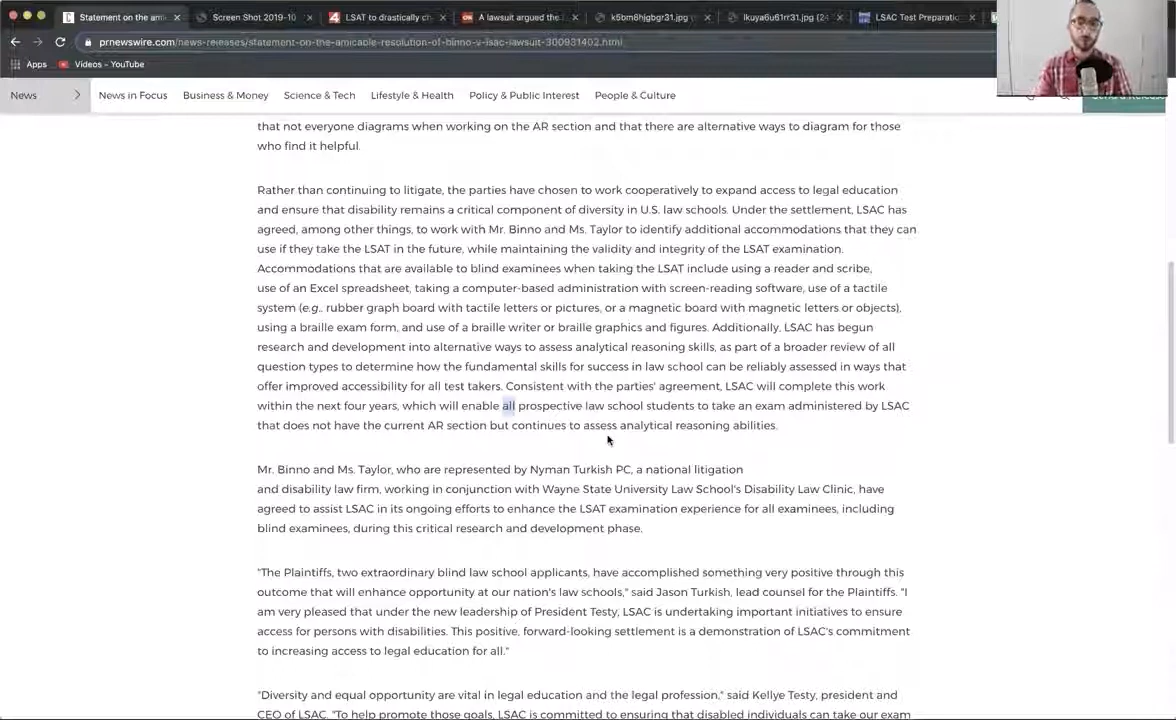 Statement on the ami
Screen Shot 2019-10
LSAT to drastically ch
A lawsuit argued the
k5bm8hjgbgr31.jpg
lkuya6u61rr31.jpg (24
LSAC Test Preparatic
prnewswire.com/news-releases/statement-on-the-amicable-resolution-of-binno-v-lsac-lawsuit-300931402.html
Apps
Videos - YouTube
News
News in Focus
Business & Money
Science & Tech
Lifestyle & Health
Policy & Public Interest
People & Culture
Send a Release
that not everyone diagrams when working on the AR section and that there are alternative ways to diagram for those
who find it helpful.
Rather than continuing to litigate, the parties have chosen to work cooperatively to expand access to legal education
and ensure that disability remains a critical component of diversity in U.S. law schools. Under the settlement, LSAC has
agreed, among other things, to work with Mr. Binno and Ms. Taylor to identify additional accommodations that they can
use if they take the LSAT in the future, while maintaining the validity and integrity of the LSAT examination.
Accommodations that are available to blind examinees when taking the LSAT include using a reader and scribe,
use of an Excel spreadsheet, taking a computer-based administration with screen-reading software, use of a tactile
system (e.g., rubber graph board with tactile letters or pictures, or a magnetic board with magnetic letters or objects),
using a braille exam form, and use of a braille writer or braille graphics and figures. Additionally, LSAC has begun
research and development into alternative ways to assess analytical reasoning skills, as part of a broader review of all
question types to determine how the fundamental skills for success in law school can be reliably assessed in ways that
offer improved accessibility for all test takers. Consistent with the parties' agreement, LSAC will complete this work
within the next four years, which will enable all prospective law school students to take an exam administered by LSAC
that does not have the current AR section but continues to assess analytical reasoning abilities.
Mr. Binno and Ms. Taylor, who are represented by Nyman Turkish PC, a national litigation
and disability law firm, working in conjunction with Wayne State University Law School's Disability Law Clinic, have
agreed to assist LSAC in its ongoing efforts to enhance the LSAT examination experience for all examinees, including
blind examinees, during this critical research and development phase.
"The Plaintiffs, two extraordinary blind law school applicants, have accomplished something very positive through this
outcome that will enhance opportunity at our nation's law schools," said Jason Turkish, lead counsel for the Plaintiffs. "I
am very pleased that under the new leadership of President Testy, LSAC is undertaking important initiatives to ensure
access for persons with disabilities. This positive, forward-looking settlement is a demonstration of LSAC's commitment
to increasing access to legal education for all."
"Diversity and equal opportunity are vital in legal education and the legal profession," said Kellye Testy, president and
CEO of LSAC. "To help promote those goals, LSAC is committed to ensuring that disabled individuals can take our exam